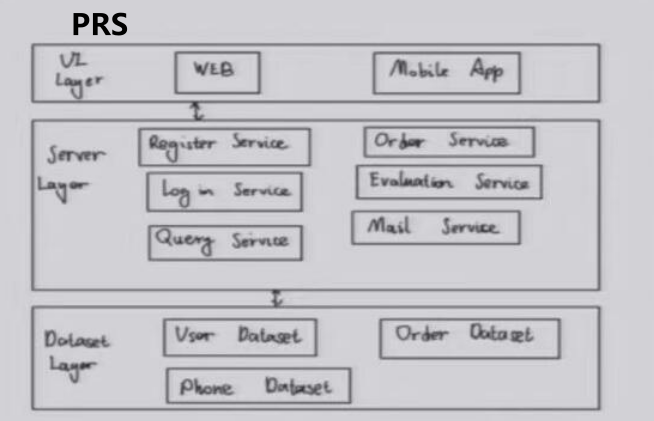 PRS
UI
Layer
WEB
Mobile App
Server
Layer
Register Service
Order Service
Log in Service
Evaluation Service
Query Service
Mail Service
Dataset
Layer
User Dataset
Order Dataset
Phone Dataset